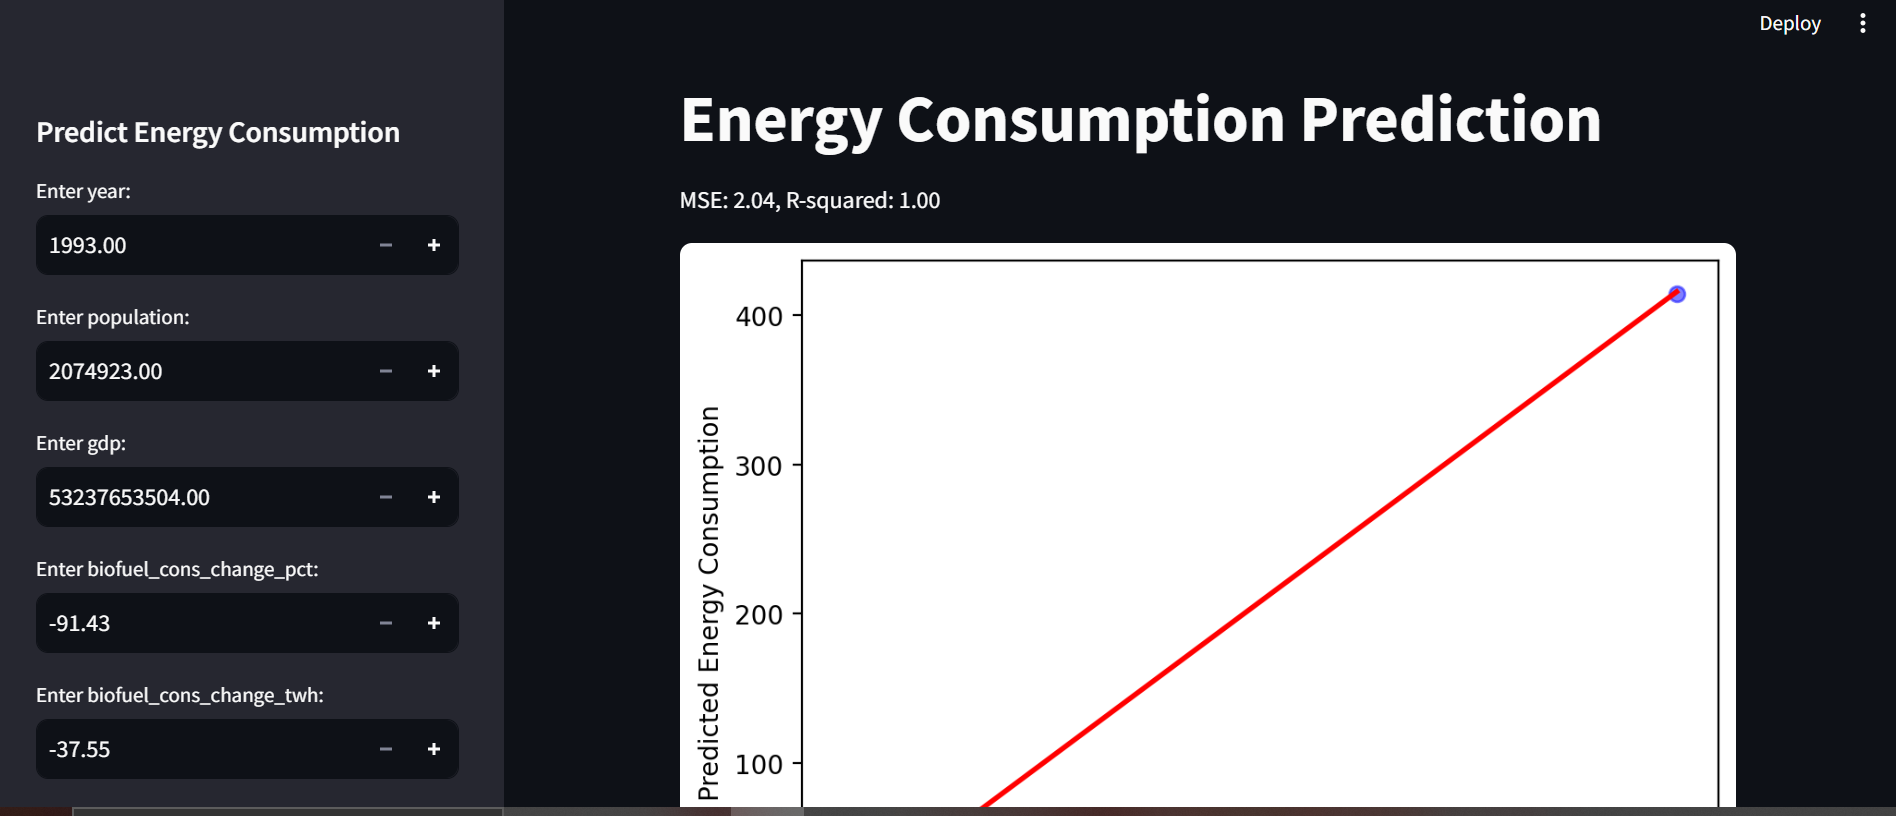 Deploy
Predict Energy Consumption
Enter year:
1993.00
Enter population:
2074923.00
Enter gdp:
53237653504.00
Enter biofuel_cons_change_pct:
-91.43
Enter biofuel_cons_change_twh:
-37.55
Energy Consumption Prediction
MSE: 2.04, R-squared: 1.00
Predicted Energy Consumption
400
300
200
100